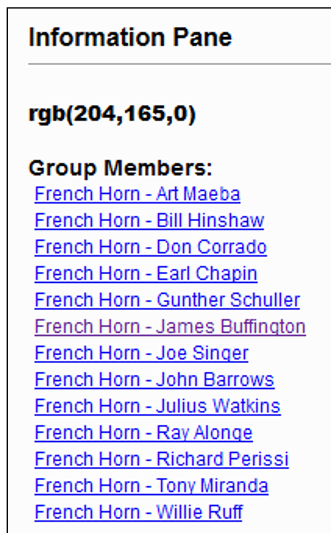 Information Pane
rgb(204,165,0)
Group Members:
French Horn - Art Maeba
French Horn - Bill Hinshaw
French Horn - Don Corrado
French Horn - Earl Chapin
French Horn - Gunther Schuller
French Horn - James Buffington
French Horn - Joe Singer
French Horn - John Barrows
French Horn - Julius Watkins
French Horn - Ray Alonge
French Horn - Richard Perissi
French Horn - Tony Miranda
French Horn - Willie Ruff